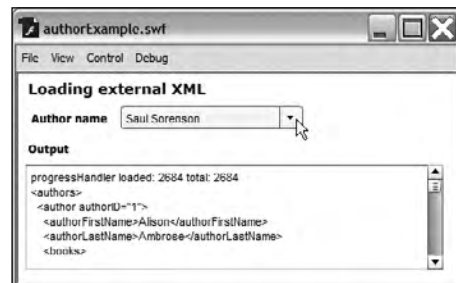 authorExample.swf
File View Control Debug
Loading external XML
Author name Saul Sorenson
Output
progressHandler loaded: 2684 total: 2684
<authors>
<author authorID="1">
<authorFirstName>Alison</authorFirstName>
<authorLastName>Ambrose</authorLastName>
<books>